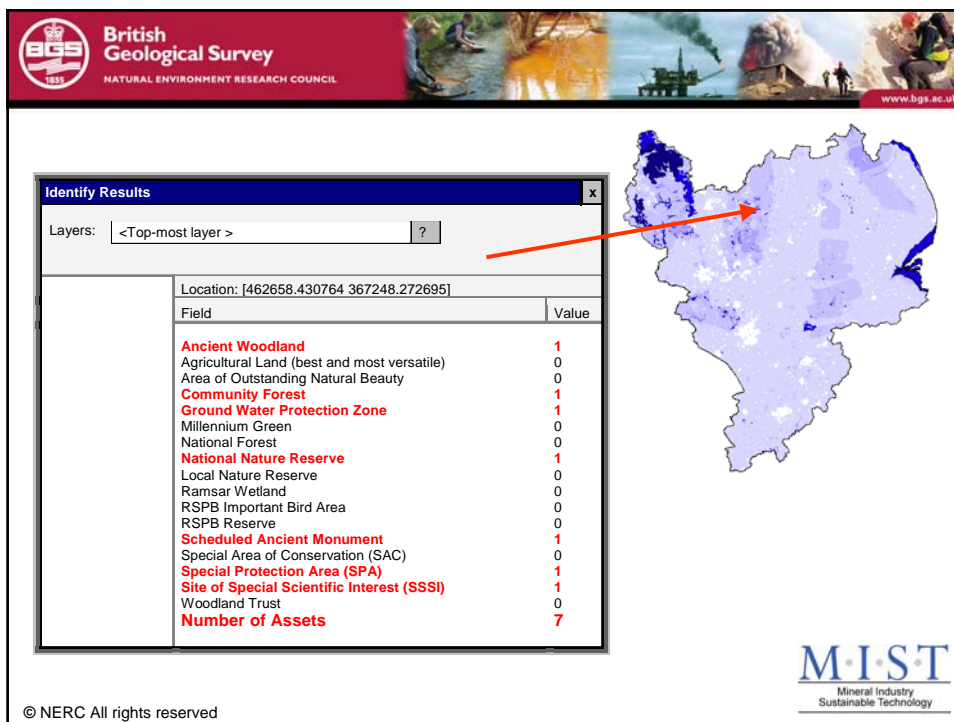 British
Geological Survey
NATURAL ENVIRONMENT RESEARCH COUNCIL
BGS
1835
www.bgs.ac.uk
Identify Results x
Layers: <Top-most layer > ?
Location: [462658.430764 367248.272695]
Field Value
Ancient Woodland 1
Agricultural Land (best and most versatile) 0
Area of Outstanding Natural Beauty 0
Community Forest 1
Ground Water Protection Zone 1
Millennium Green 0
National Forest 0
National Nature Reserve 1
Local Nature Reserve 0
Ramsar Wetland 0
RSPB Important Bird Area 0
RSPB Reserve 0
Scheduled Ancient Monument 1
Special Area of Conservation (SAC) 0
Special Protection Area (SPA) 1
Site of Special Scientific Interest (SSSI) 1
Woodland Trust 0
Number of Assets 7
M·I·S·T
Mineral Industry
Sustainable Technology
© NERC All rights reserved